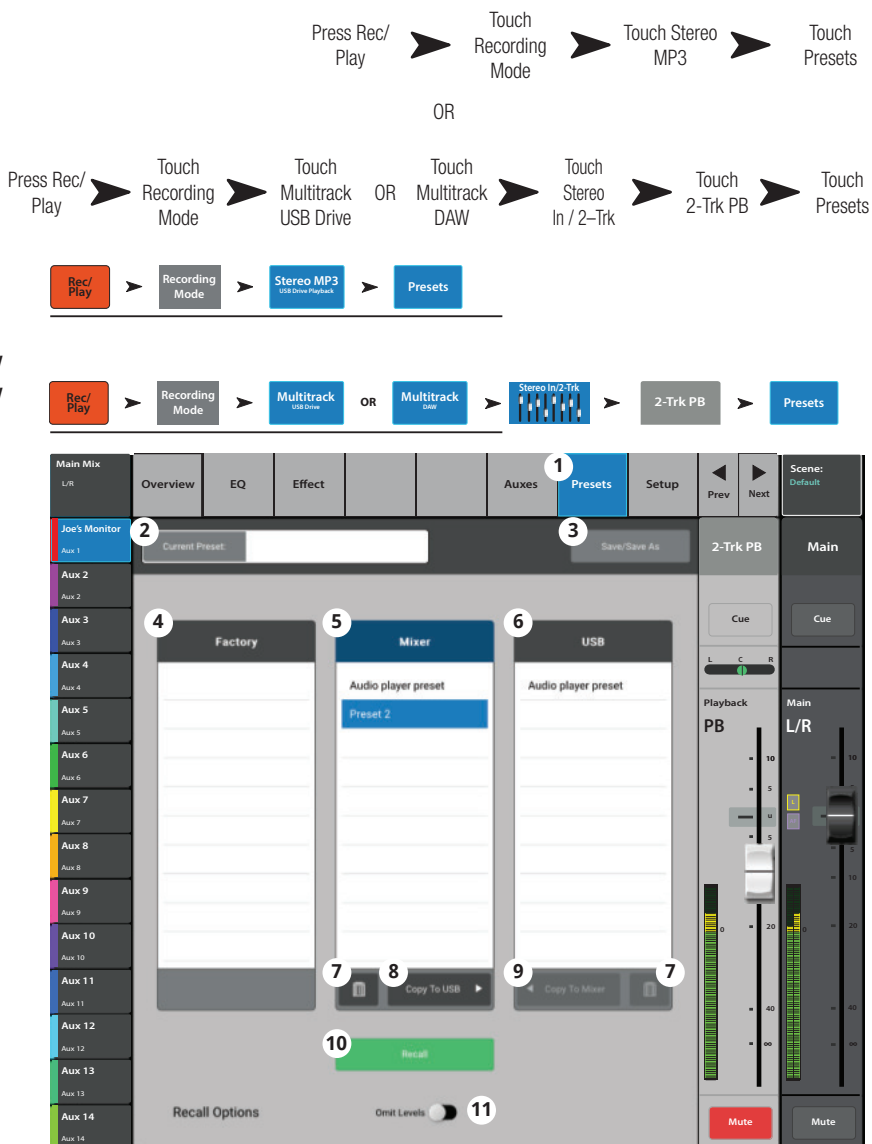 Press Rec/
Play
Touch
Recording
Mode
Touch Stereo
MP3
Touch
Presets
OR
Press Rec/
Play
Touch
Recording
Mode
Touch
Multitrack
USB Drive
OR
Touch
Multitrack
DAW
Touch
Stereo
In / 2–Trk
Touch
2-Trk PB
Touch
Presets
Rec/
Play
Recording
Mode
Stereo MP3
USB Drive Playback
Presets
Rec/
Play
Recording
Mode
Multitrack
USB Drive
OR
Multitrack
DAW
Stereo In/2-Trk
2-Trk PB
Presets
Main Mix
L/R
Overview
EQ
Effect
Auxes
1
Presets
Setup
Prev
Next
Scene:
Default
Joe's Monitor
Aux 1
2
Current Preset:
3
Save/Save As
2-Trk PB
Main
Aux 2
Aux 2
Aux 3
Aux 3
Aux 4
Aux 4
Aux 5
Aux 5
Aux 6
Aux 6
Aux 7
Aux 7
Aux 8
Aux 8
Aux 9
Aux 9
Aux 10
Aux 10
Aux 11
Aux 11
Aux 12
Aux 12
Aux 13
Aux 13
Aux 14
Aux 14
4
Factory
5
Mixer
Audio player preset
Preset 2
6
USB
Audio player preset
7
8
Copy To USB
9
Copy To Mixer
7
10
Recall
Recall Options
Omit Levels
11
Cue
L C R
Playback
PB
10
5
U
5
0
20
40
∞
Mute
Cue
Main
L/R
L
10
5
10
0
20
40
∞
Mute